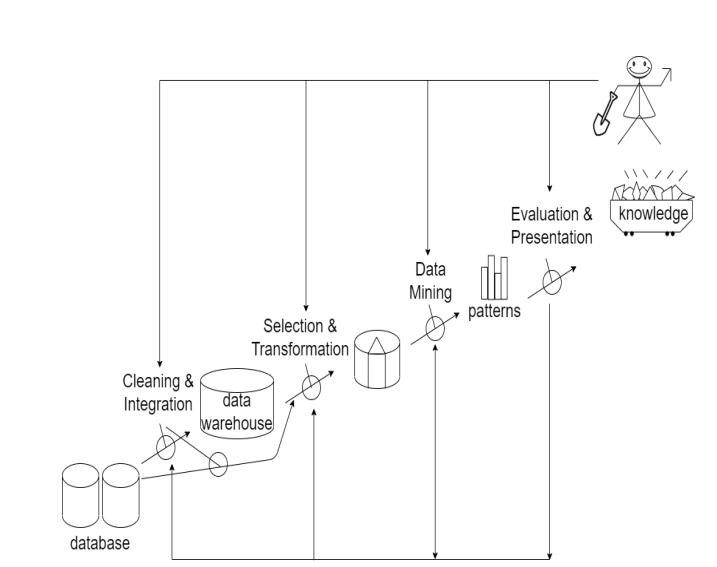 knowledge
Evaluation &
Presentation
Data
Mining
patterns
Selection &
Transformation
Cleaning &
Integration
data
warehouse
database